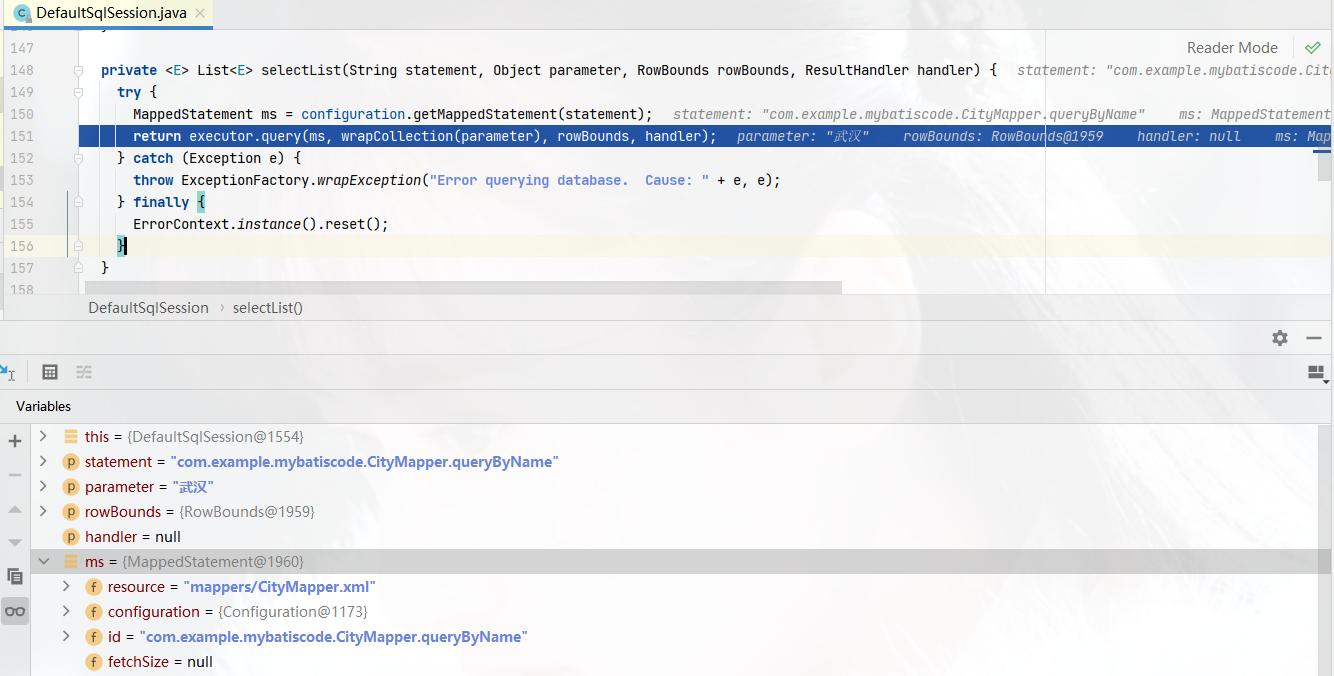 DefaultSqlSession.java
147
148 private <E> List<E> selectList(String statement, Object parameter, RowBounds rowBounds, ResultHandler handler) { statement: "com.example.mybatiscode.Cit
Reader Mode
149 try {
150 MappedStatement ms = configuration.getMappedStatement(statement); statement: "com.example.mybatiscode.CityMapper.queryByName" ms: MappedStatement
151 return executor.query(ms, wrapCollection(parameter), rowBounds, handler); parameter: "武汉" rowBounds: RowBounds@1959 handler: null ms: Map
152 } catch (Exception e) {
153 throw ExceptionFactory.wrapException("Error querying database.  Cause: " + e, e);
154 } finally {
155 ErrorContext.instance().reset();
156 }
157 }
158
DefaultSqlSession › selectList()
Variables
this = {DefaultSqlSession@1554}
p statement = "com.example.mybatiscode.CityMapper.queryByName"
p parameter = "武汉"
p rowBounds = {RowBounds@1959}
p handler = null
ms = {MappedStatement@1960}
f resource = "mappers/CityMapper.xml"
f configuration = {Configuration@1173}
f id = "com.example.mybatiscode.CityMapper.queryByName"
f fetchSize = null